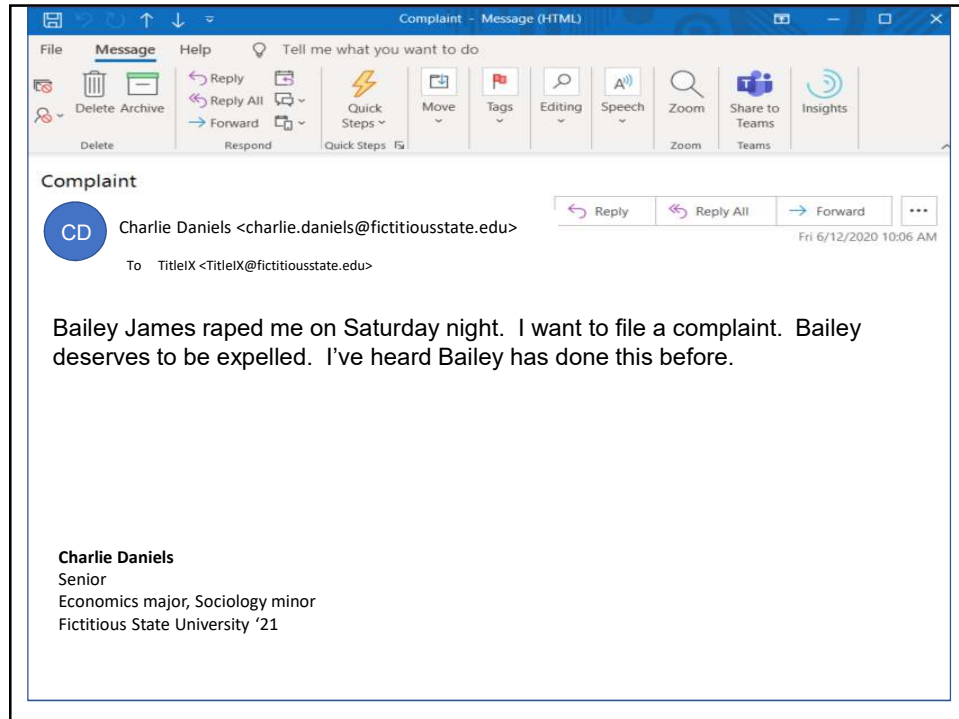 Complaint - Message (HTML)
File Message Help Tell me what you want to do
Delete Archive
Reply
Reply All
Forward
Quick Steps
Move
Tags
Editing
Speech
Zoom
Share to Teams
Insights
Delete Respond Quick Steps Zoom Teams
Complaint
Reply Reply All Forward
CD
Charlie Daniels <charlie.daniels@fictitiousstate.edu>
Fri 6/12/2020 10:06 AM
To TitleIX <TitleIX@fictitiousstate.edu>
Bailey James raped me on Saturday night. I want to file a complaint. Bailey
deserves to be expelled. I've heard Bailey has done this before.
Charlie Daniels
Senior
Economics major, Sociology minor
Fictitious State University ‘21